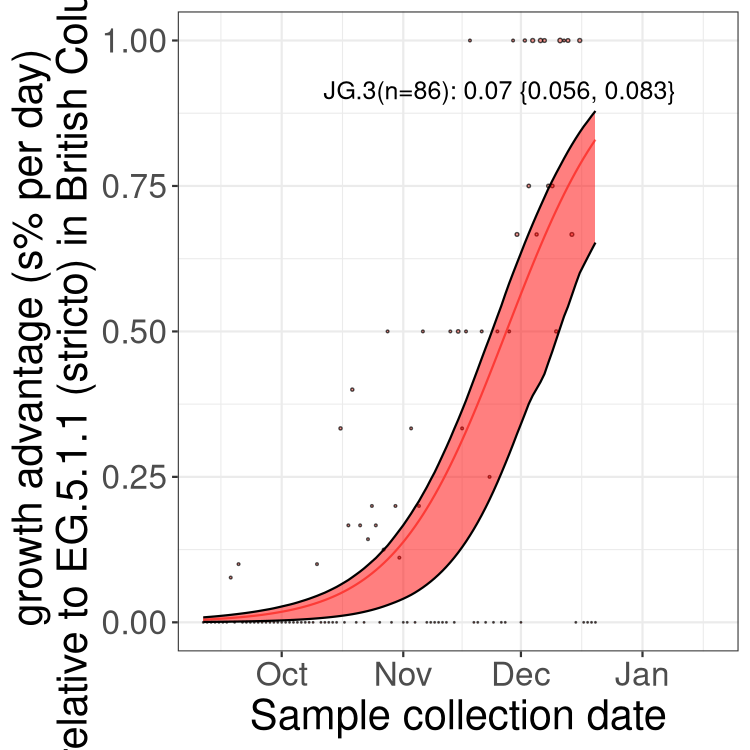 growth advantage (s% per day)
relative to EG.5.1.1 (stricto) in British Colu
1.00
0.75
0.50
0.25
0.00
JG.3(n=86): 0.07 {0.056, 0.083}
Oct Nov Dec Jan
Sample collection date